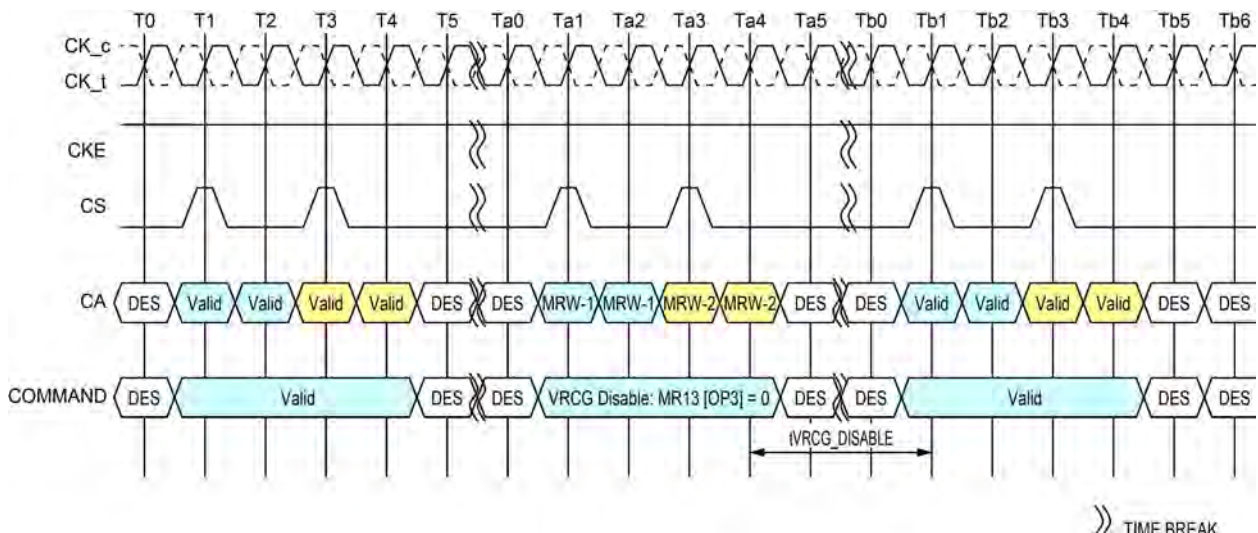 T0 T1 T2 T3 T4 T5 Ta0 Ta1 Ta2 Ta3 Ta4 Ta5 Tb0 Tb1 Tb2 Tb3 Tb4 Tb5 Tb6
CK_c
CK_t
CKE
CS
CA DES Valid Valid Valid Valid DES DES MRW-1 MRW-1 MRW-2 MRW-2 DES DES Valid Valid Valid Valid DES DES
COMMAND DES Valid DES DES VRCG Disable: MR13 [OP3] = 0 DES DES Valid DES DES
tVRCG_DISABLE
TIME BREAK